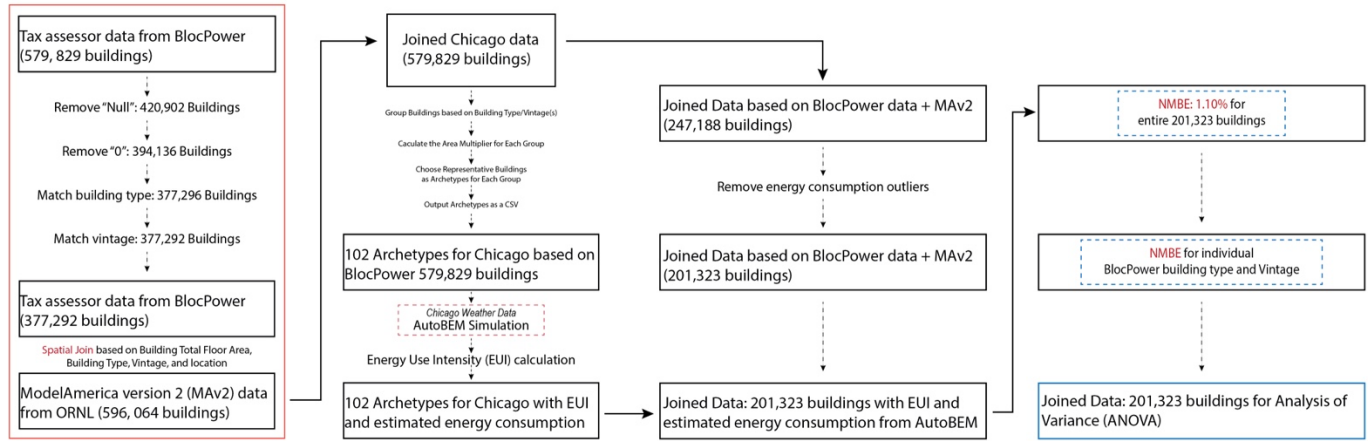 Tax assessor data from BlocPower
(579, 829 buildings)
Remove “Null”: 420,902 Buildings
Remove “0”: 394,136 Buildings
Match building type: 377,296 Buildings
Match vintage: 377,292 Buildings
Tax assessor data from BlocPower
(377,292 buildings)
Spatial Join based on Building Total Floor Area,
Building Type, Vintage, and location
ModelAmerica version 2 (MAv2) data
from ORNL (596, 064 buildings)
Joined Chicago data
(579,829 buildings)
Group Buildings based on Building Type/Vintage(s)
Caculate the Area Multiplier for Each Group
Choose Representative Buildings
as Archetypes for Each Group
Output Archetypes as a CSV
102 Archetypes for Chicago based on
BlocPower 579,829 buildings
Chicago Weather Data
AutoBEM Simulation
Energy Use Intensity (EUI) calculation
102 Archetypes for Chicago with EUI
and estimated energy consumption
Joined Data based on BlocPower data + MAv2
(247,188 buildings)
Remove energy consumption outliers
Joined Data based on BlocPower data + MAv2
(201,323 buildings)
Joined Data: 201,323 buildings with EUI and
estimated energy consumption from AutoBEM
NMBE: 1.10% for
entire 201,323 buildings
NMBE for individual
BlocPower building type and Vintage
Joined Data: 201,323 buildings for Analysis of
Variance (ANOVA)